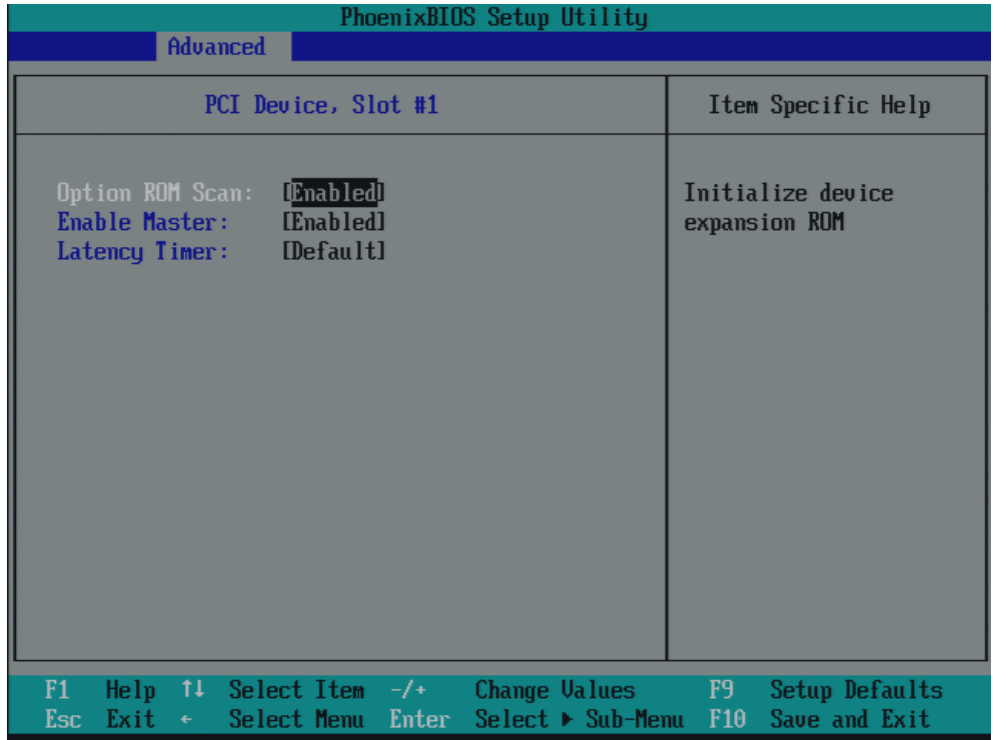 PhoenixBIOS Setup Utility
Advanced
PCI Device, Slot #1
Item Specific Help
Option ROM Scan: [Enabled]
Enable Master: [Enabled]
Latency Timer: [Default]
Initialize device
expansion ROM
F1 Help ↑↓ Select Item -/+ Change Values F9 Setup Defaults
Esc Exit ← Select Menu Enter Select ▶ Sub-Menu F10 Save and Exit